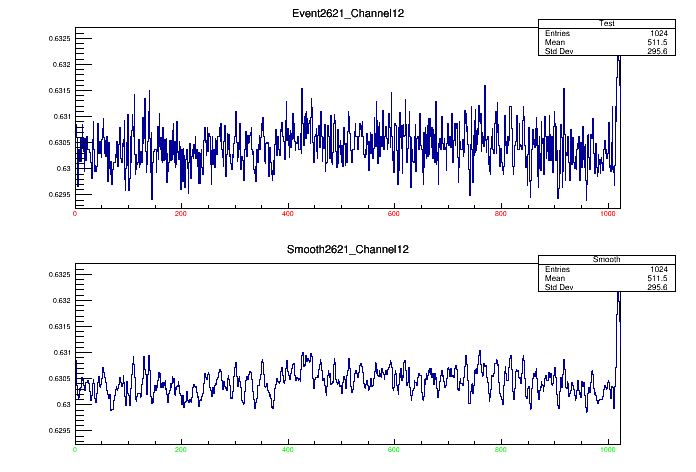 Event2621_Channel12
Test
Entries 1024
Mean 511.5
Std Dev 295.6
0.6325
0.632
0.6315
0.631
0.6305
0.63
0.6295
0 200 400 600 800 1000
Smooth2621_Channel12
Smooth
Entries 1024
Mean 511.5
Std Dev 295.6
0.6325
0.632
0.6315
0.631
0.6305
0.63
0.6295
0 200 400 600 800 1000